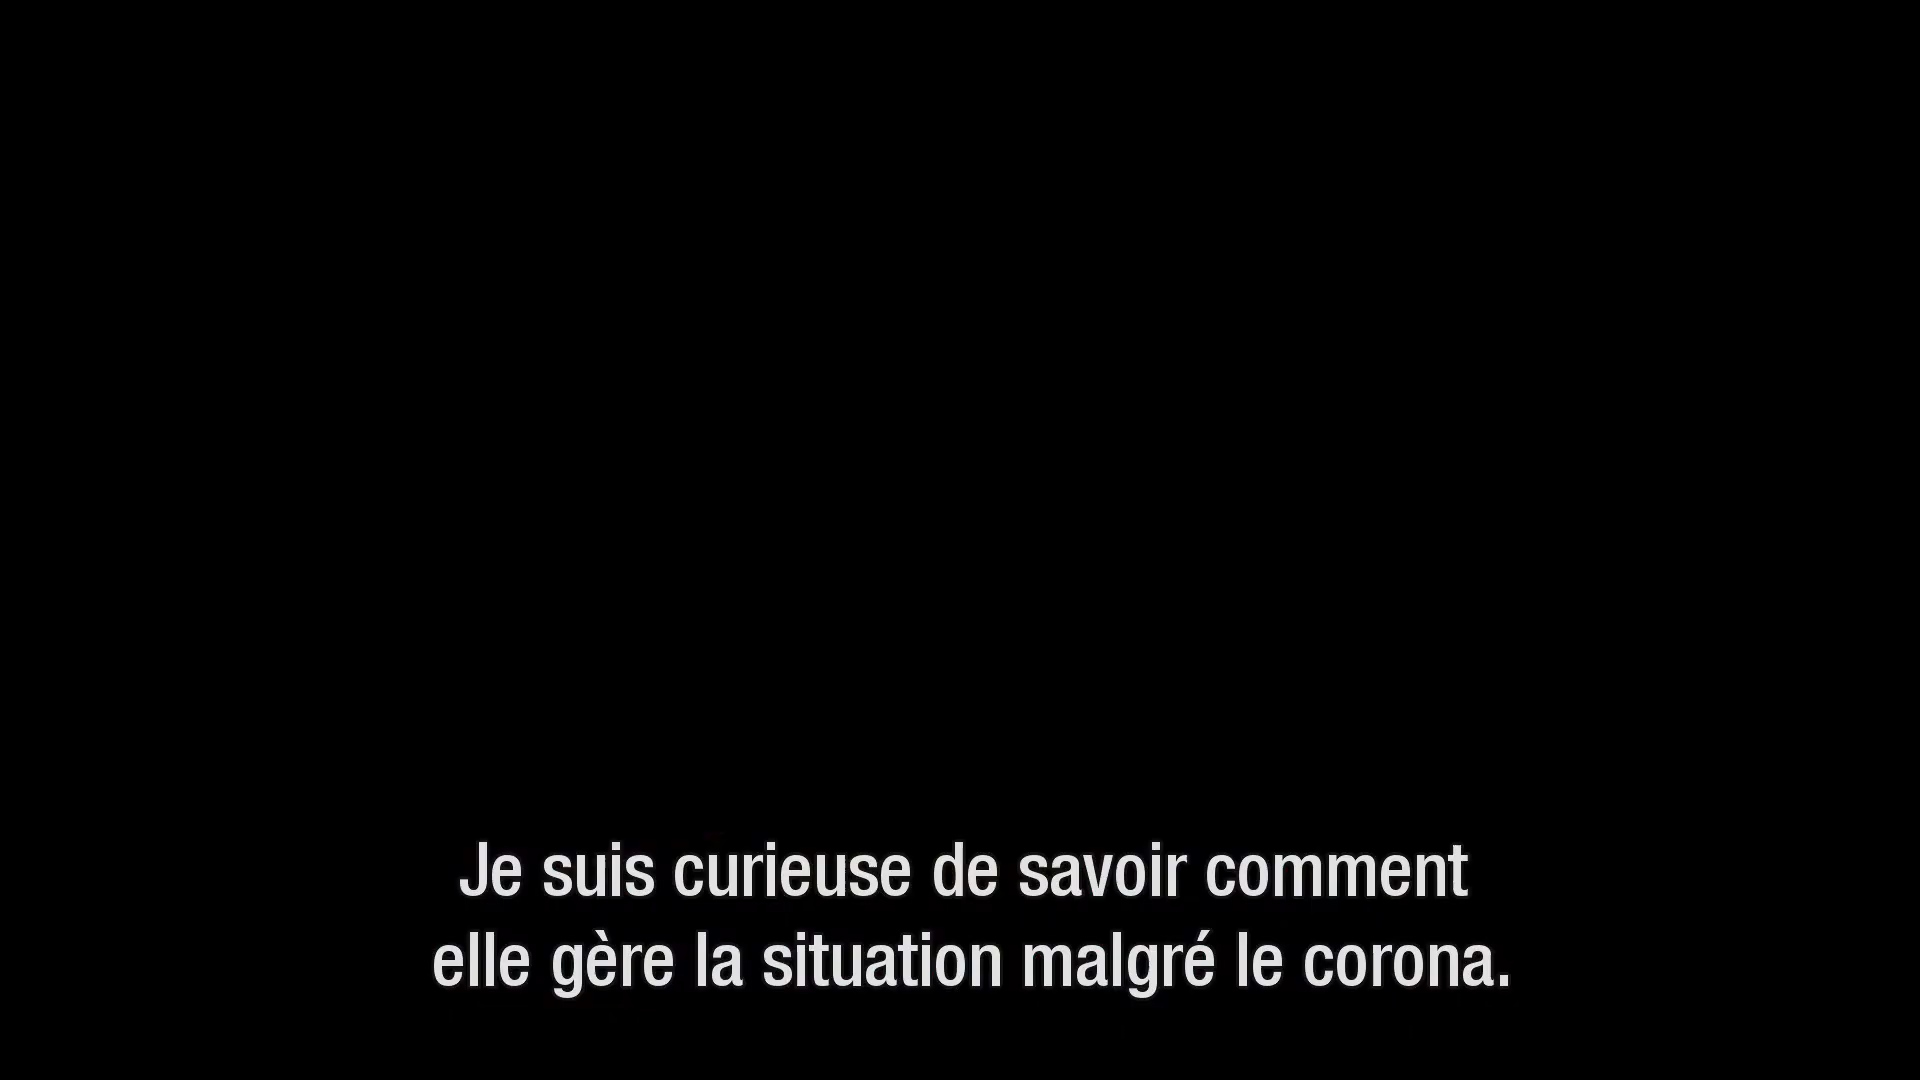 Je suis curieuse de savoir comment
elle gère la situation malgré le corona.